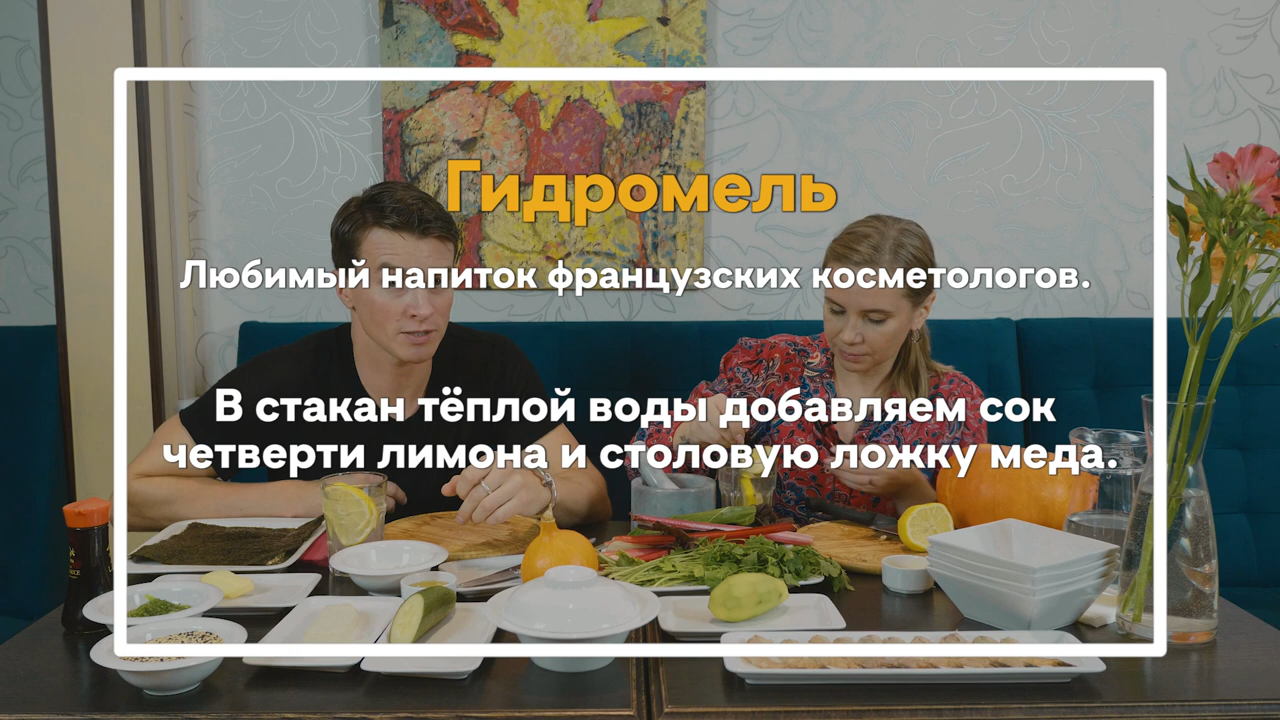 Гидромель
Любимый напиток французских косметологов.
В стакан тёплой воды добавляем сок
четверти лимона и столовую ложку меда.